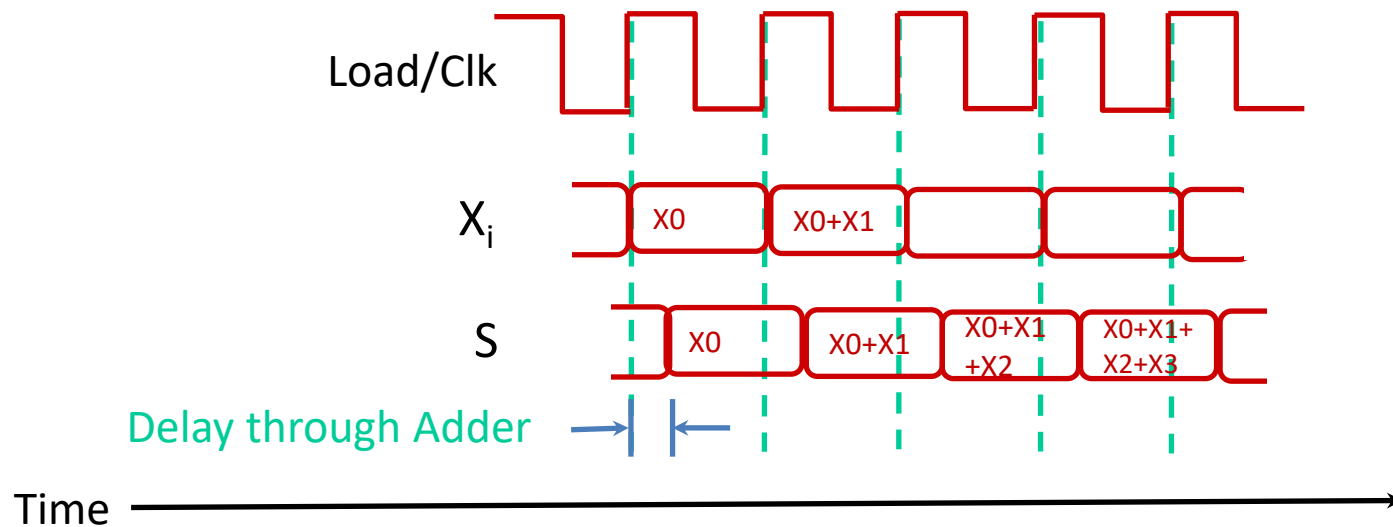 Load/Clk
Xi
X0
X0+X1
S
X0
X0+X1
X0+X1
+X2
X0+X1+
X2+X3
Delay through Adder
Time